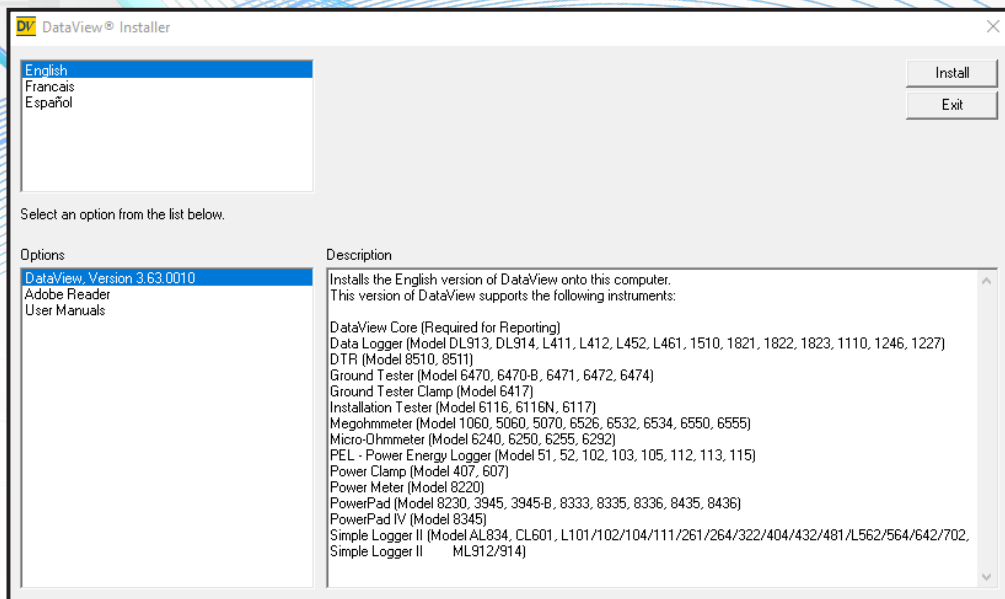 DV DataView® Installer
English
Francais
Español
Install
Exit
Select an option from the list below.
Options
DataView, Version 3.63.0010
Adobe Reader
User Manuals
Description
Installs the English version of DataView onto this computer.
This version of DataView supports the following instruments:
DataView Core (Required for Reporting)
Data Logger (Model DL913, DL914, L411, L412, L452, L461, 1510, 1821, 1822, 1823, 1110, 1246, 1227)
DTR (Model 8510, 8511)
Ground Tester (Model 6470, 6470-B, 6471, 6472, 6474)
Ground Tester Clamp (Model 6417)
Installation Tester (Model 6116, 6116N, 6117)
Megohmmeter (Model 1060, 5060, 5070, 6526, 6532, 6534, 6550, 6555)
Micro-Ohmmeter (Model 6240, 6250, 6255, 6292)
PEL - Power Energy Logger (Model 51, 52, 102, 103, 105, 112, 113, 115)
Power Clamp (Model 407, 607)
Power Meter (Model 8220)
PowerPad (Model 8230, 3945, 3945-B, 8333, 8335, 8336, 8435, 8436)
PowerPad IV (Model 8345)
Simple Logger II (Model AL834, CL601, L101/102/104/111/261/264/322/404/432/481/L562/564/642/702,
Simple Logger II ML912/914)